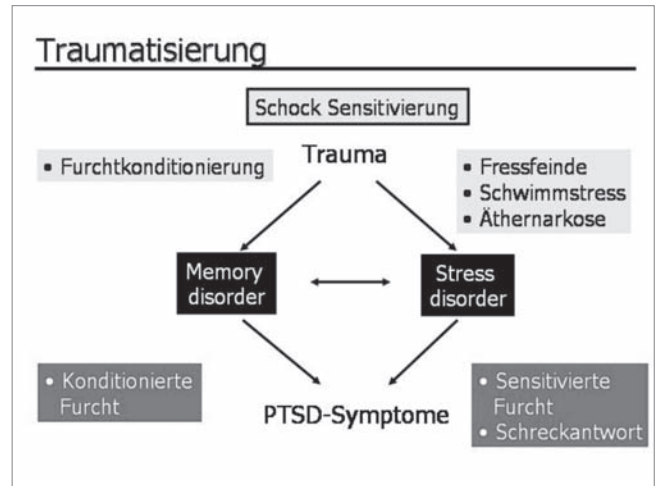 Traumatisierung
Schock Sensitivierung
Trauma
▪ Furchtkonditionierung
▪ Fressfeinde
▪ Schwimmstress
▪ Äthernarkose
Memory
disorder
Stress
disorder
• Konditionierte
Furcht
PTSD-Symptome
• Sensitivierte
Furcht
• Schreckantwort